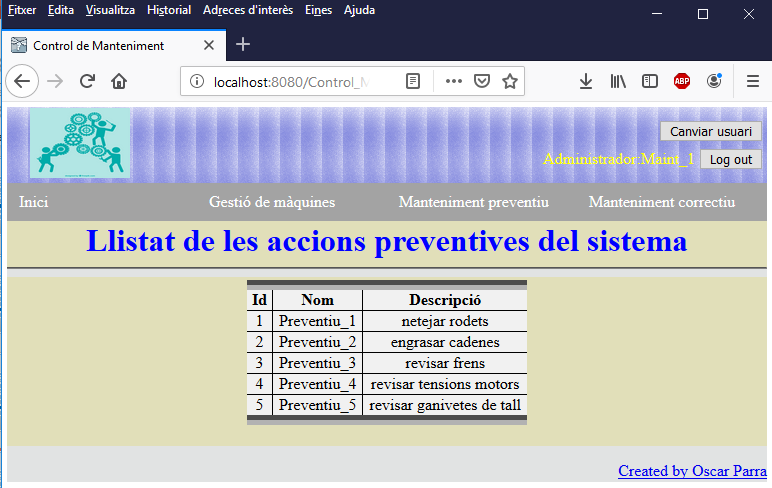 Fitxer Edita Visualitza Historial Adreces d'interès Eines Ajuda
Control de Manteniment
localhost:8080/Control_M
ABP
Canviar usuari
Administrador:Maint_1 Log out
Inici Gestió de màquines Manteniment preventiu Manteniment correctiu
Llistat de les accions preventives del sistema
Id Nom Descripció
1 Preventiu_1 netejar rodets
2 Preventiu_2 engrasar cadenes
3 Preventiu_3 revisar frens
4 Preventiu_4 revisar tensions motors
5 Preventiu_5 revisar ganivetes de tall
Created by Oscar Parra